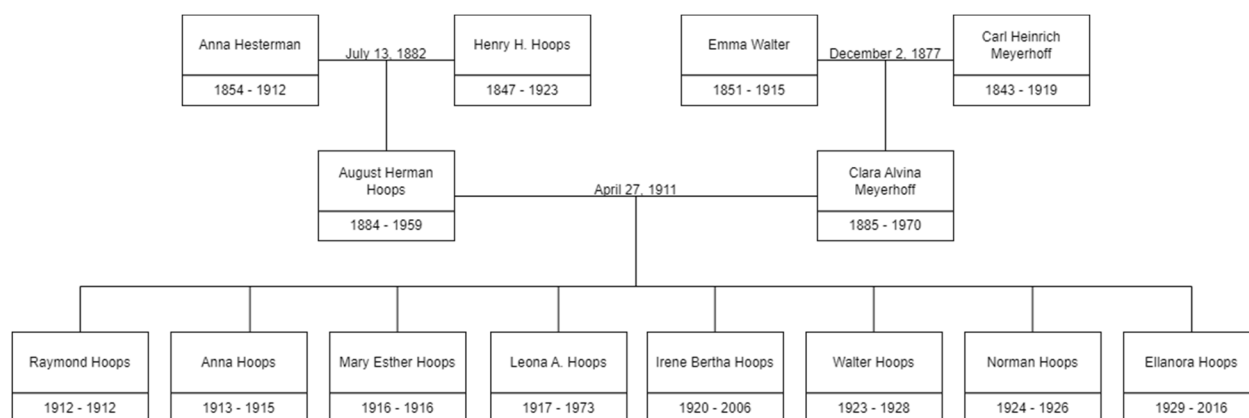 Anna Hesterman
1854 - 1912
July 13, 1882
Henry H. Hoops
1847 - 1923
Emma Walter
1851 - 1915
December 2, 1877
Carl Heinrich
Meyerhoff
1843 - 1919
August Herman
Hoops
1884 - 1959
April 27, 1911
Clara Alvina
Meyerhoff
1885 - 1970
Raymond Hoops
1912 - 1912
Anna Hoops
1913 - 1915
Mary Esther Hoops
1916 - 1916
Leona A. Hoops
1917 - 1973
Irene Bertha Hoops
1920 - 2006
Walter Hoops
1923 - 1928
Norman Hoops
1924 - 1926
Ellanora Hoops
1929 - 2016